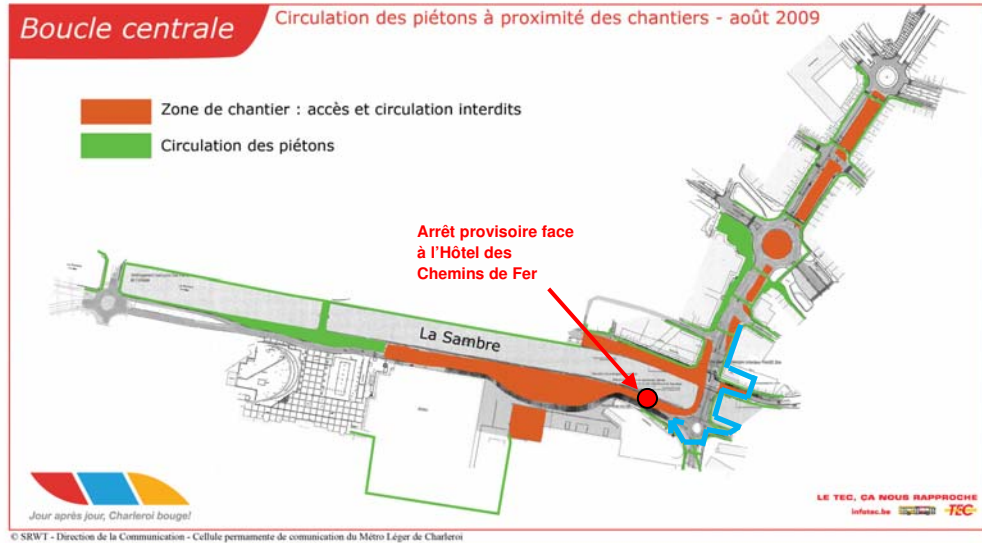 Boucle centrale
Circulation des piétons à proximité des chantiers - août 2009
Zone de chantier : accès et circulation interdits
Circulation des piétons
Arrêt provisoire face
à l'Hôtel des
Chemins de Fer
La Sambre
Jour après jour, Charleroi bouge!
LE TEC, ÇA NOUS RAPPROCHE
infotec.be
TEC
© SRWT - Direction de la Communication - Cellule permamente de comunication du Métro Léger de Charleroi